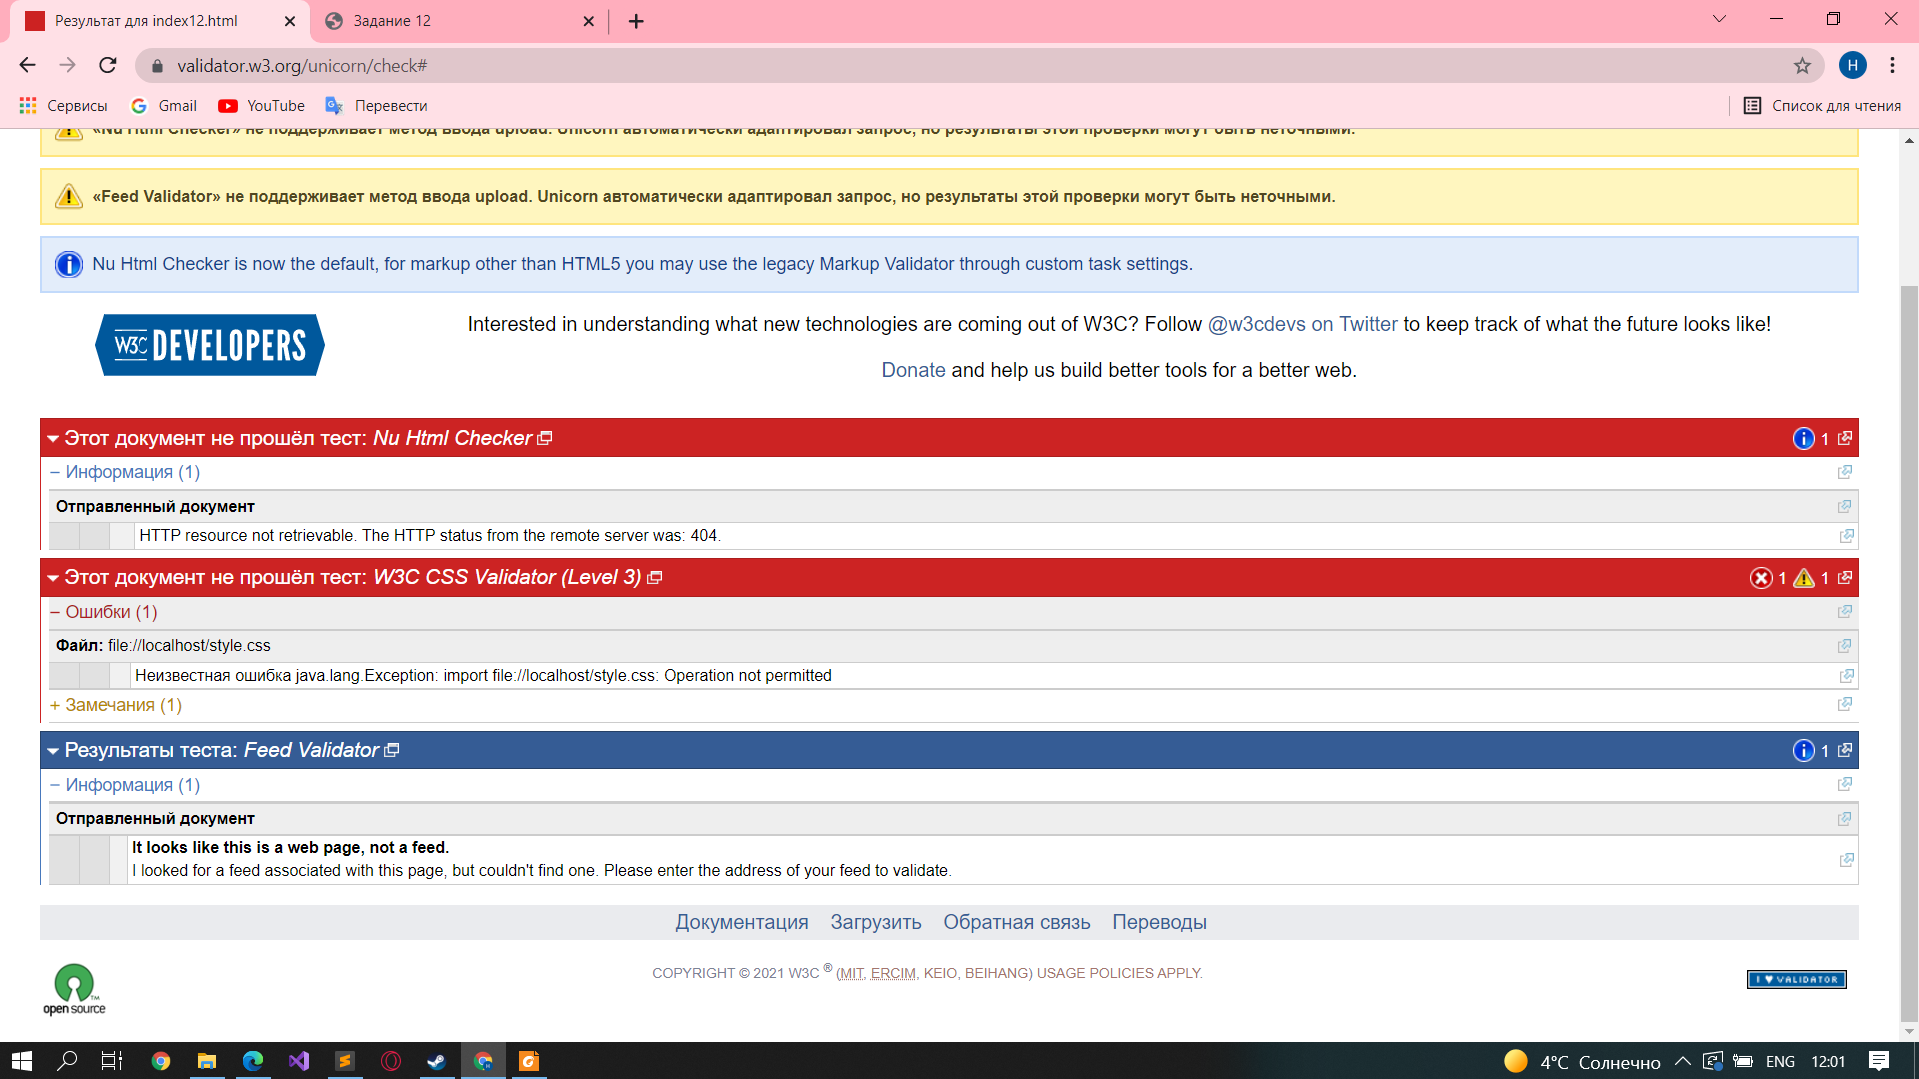 Результат для index12.html
Задание 12
validator.w3.org/unicorn/check#
H
Сервисы
Gmail
YouTube
Перевести
Список для чтения
«Nu Html Checker» не поддерживает метод ввода upload. Unicorn автоматически адаптировал запрос, но результаты этой проверки могут быть неточными.
«Feed Validator» не поддерживает метод ввода upload. Unicorn автоматически адаптировал запрос, но результаты этой проверки могут быть неточными.
Nu Html Checker is now the default, for markup other than HTML5 you may use the legacy Markup Validator through custom task settings.
W3C DEVELOPERS
Interested in understanding what new technologies are coming out of W3C? Follow @w3cdevs on Twitter to keep track of what the future looks like!
Donate and help us build better tools for a better web.
Этот документ не прошёл тест: Nu Html Checker
1
− Информация (1)
Отправленный документ
HTTP resource not retrievable. The HTTP status from the remote server was: 404.
Этот документ не прошёл тест: W3C CSS Validator (Level 3)
1 1
− Ошибки (1)
Файл: file://localhost/style.css
Неизвестная ошибка java.lang.Exception: import file://localhost/style.css: Operation not permitted
+ Замечания (1)
Результаты теста: Feed Validator
1
− Информация (1)
Отправленный документ
It looks like this is a web page, not a feed.
I looked for a feed associated with this page, but couldn't find one. Please enter the address of your feed to validate.
Документация Загрузить Обратная связь Переводы
COPYRIGHT © 2021 W3C ® (MIT, ERCIM, KEIO, BEIHANG) USAGE POLICIES APPLY.
open source TM
I ♥ VALIDATOR
4°C Солнечно
ENG
12:01